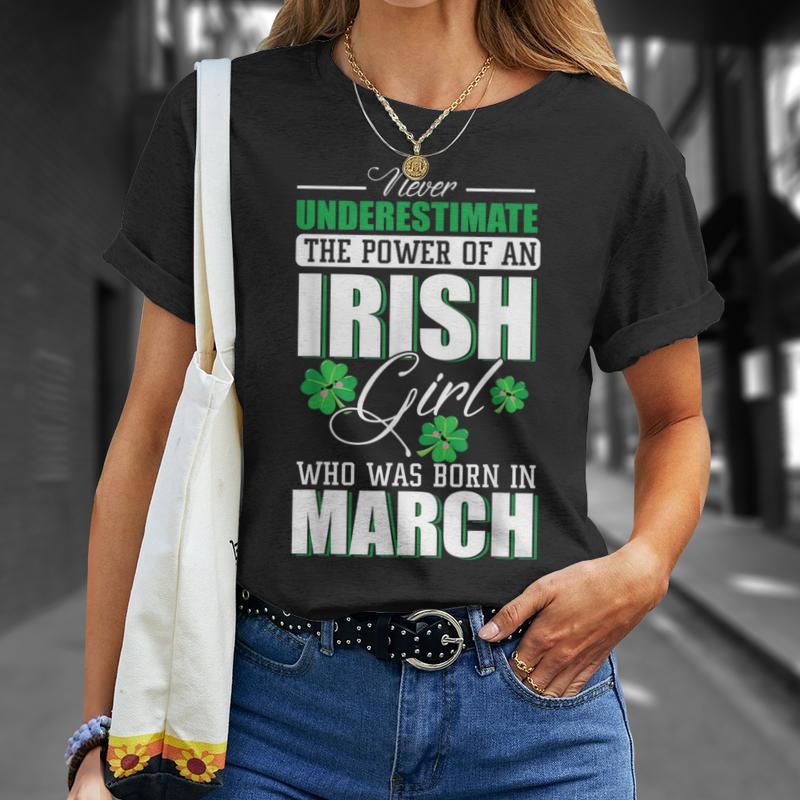 Never
UNDERESTIMATE
THE POWER OF AN
IRISH
Girl
WHO WAS BORN IN
MARCH